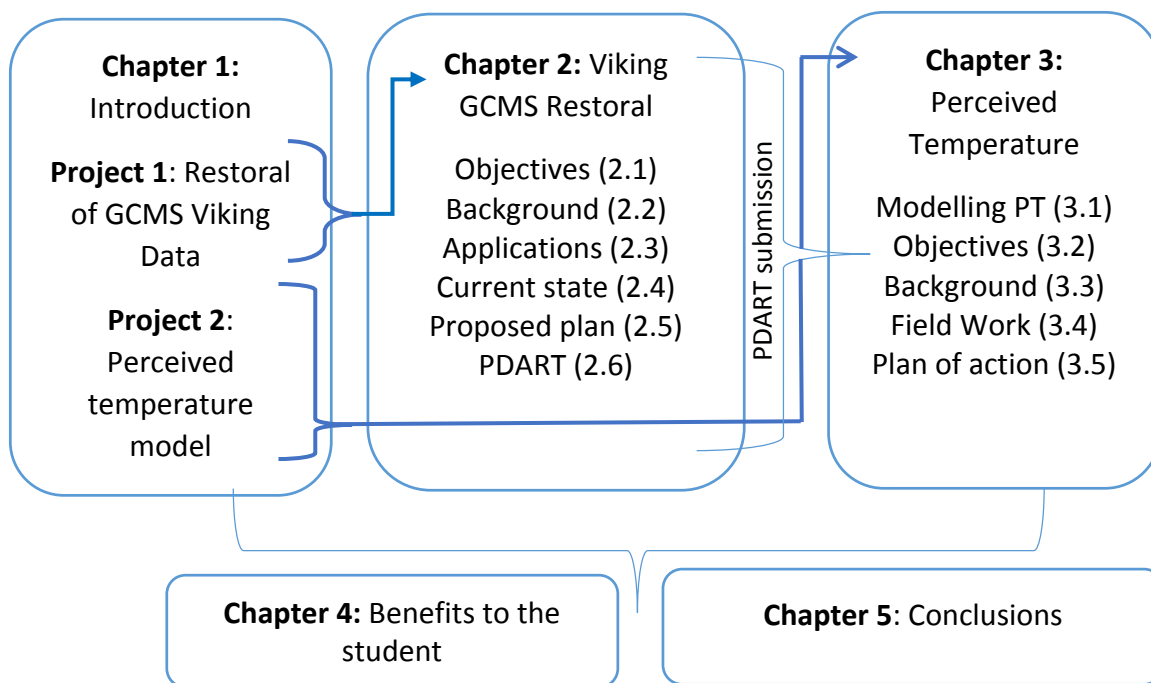 Chapter 1:
Introduction
Project 1: Restoral
of GCMS Viking
Data
Project 2:
Perceived
temperature
model
Chapter 2: Viking
GCMS Restoral
Objectives (2.1)
Background (2.2)
Applications (2.3)
Current state (2.4)
Proposed plan (2.5)
PDART (2.6)
PDART submission
Chapter 3:
Perceived
Temperature
Modelling PT (3.1)
Objectives (3.2)
Background (3.3)
Field Work (3.4)
Plan of action (3.5)
Chapter 4: Benefits to the
student
Chapter 5: Conclusions